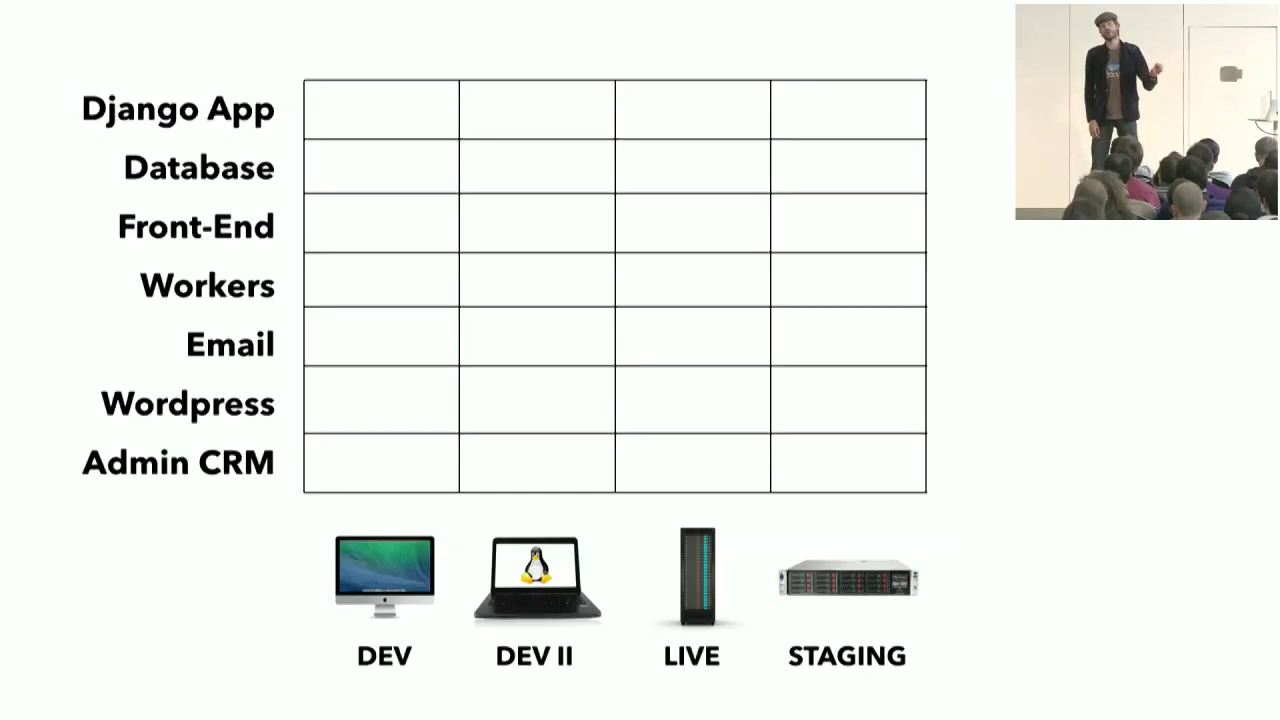 Django App
Database
Front-End
Workers
Email
Wordpress
Admin CRM
DEV
DEV II
LIVE
STAGING